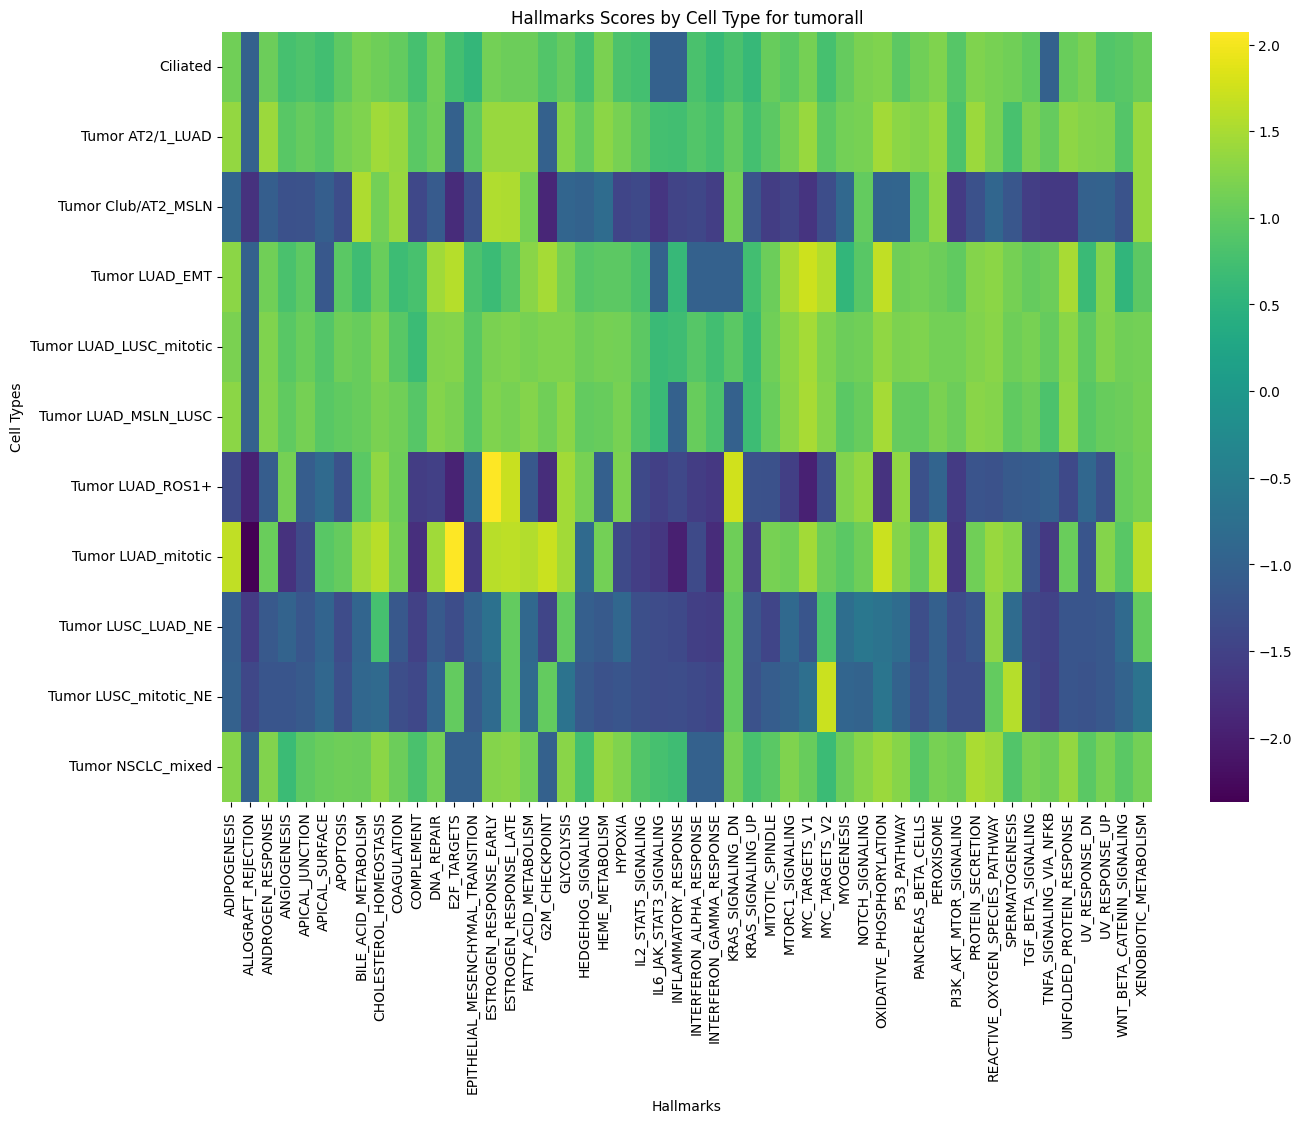 Hallmarks Scores by Cell Type for tumorall
Cell Types
Ciliated
Tumor AT2/1_LUAD
Tumor Club/AT2_MSLN
Tumor LUAD_EMT
Tumor LUAD_LUSC_mitotic
Tumor LUAD_MSLN_LUSC
Tumor LUAD_ROS1+
Tumor LUAD_mitotic
Tumor LUSC_LUAD_NE
Tumor LUSC_mitotic_NE
Tumor NSCLC_mixed
ADIPOGENESIS
ALLOGRAFT_REJECTION
ANDROGEN_RESPONSE
ANGIOGENESIS
APICAL_JUNCTION
APICAL_SURFACE
APOPTOSIS
BILE_ACID_METABOLISM
CHOLESTEROL_HOMEOSTASIS
COAGULATION
COMPLEMENT
DNA_REPAIR
E2F_TARGETS
EPITHELIAL_MESENCHYMAL_TRANSITION
ESTROGEN_RESPONSE_EARLY
ESTROGEN_RESPONSE_LATE
FATTY_ACID_METABOLISM
G2M_CHECKPOINT
GLYCOLYSIS
HEDGEHOG_SIGNALING
HEME_METABOLISM
HYPOXIA
IL2_STAT5_SIGNALING
IL6_JAK_STAT3_SIGNALING
INFLAMMATORY_RESPONSE
INTERFERON_ALPHA_RESPONSE
INTERFERON_GAMMA_RESPONSE
KRAS_SIGNALING_DN
KRAS_SIGNALING_UP
MITOTIC_SPINDLE
MTORC1_SIGNALING
MYC_TARGETS_V1
MYC_TARGETS_V2
MYOGENESIS
NOTCH_SIGNALING
OXIDATIVE_PHOSPHORYLATION
P53_PATHWAY
PANCREAS_BETA_CELLS
PEROXISOME
PI3K_AKT_MTOR_SIGNALING
PROTEIN_SECRETION
REACTIVE_OXYGEN_SPECIES_PATHWAY
SPERMATOGENESIS
TGF_BETA_SIGNALING
TNFA_SIGNALING_VIA_NFKB
UNFOLDED_PROTEIN_RESPONSE
UV_RESPONSE_DN
UV_RESPONSE_UP
WNT_BETA_CATENIN_SIGNALING
XENOBIOTIC_METABOLISM
Hallmarks
2.0
1.5
1.0
0.5
0.0
−0.5
−1.0
−1.5
−2.0